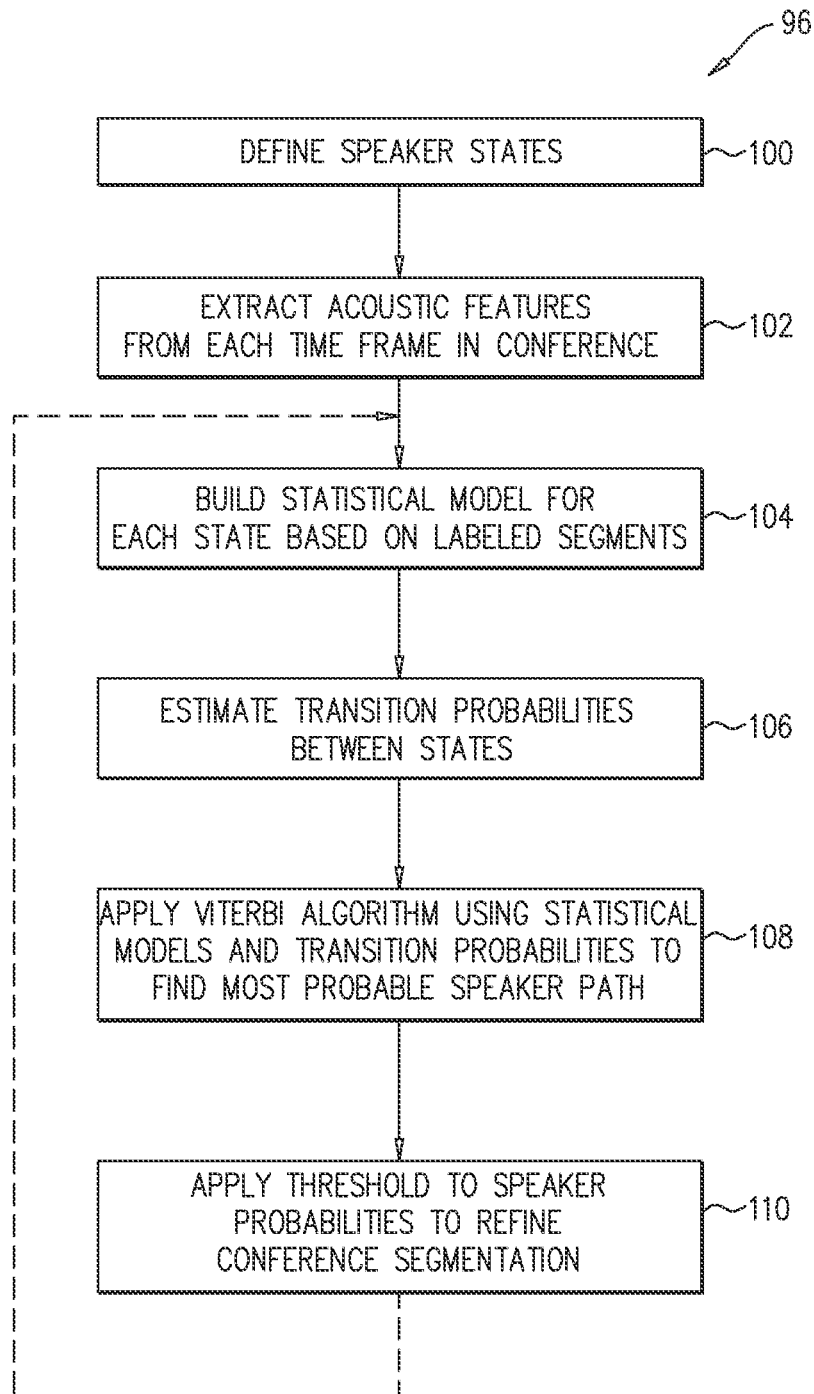 96
DEFINE SPEAKER STATES
100
EXTRACT ACOUSTIC FEATURES
FROM EACH TIME FRAME IN CONFERENCE
102
BUILD STATISTICAL MODEL FOR
EACH STATE BASED ON LABELED SEGMENTS
104
ESTIMATE TRANSITION PROBABILITIES
BETWEEN STATES
106
APPLY VITERBI ALGORITHM USING STATISTICAL
MODELS AND TRANSITION PROBABILITIES TO
FIND MOST PROBABLE SPEAKER PATH
108
APPLY THRESHOLD TO SPEAKER
PROBABILITIES TO REFINE
CONFERENCE SEGMENTATION
110